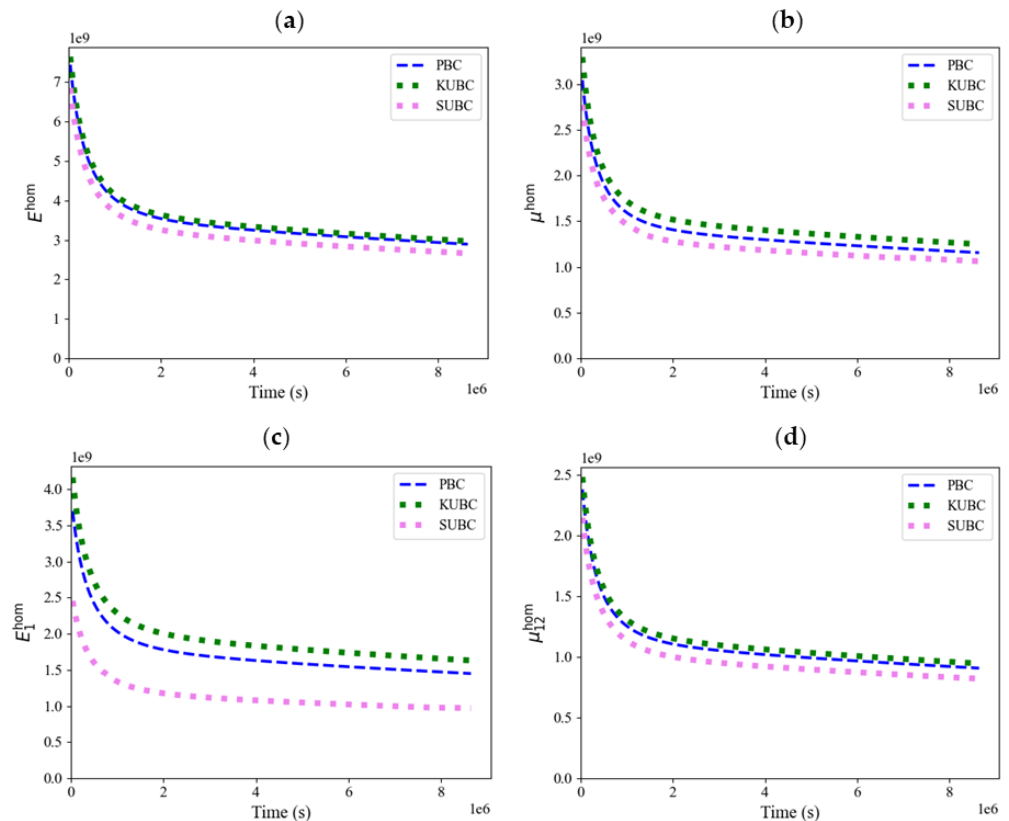 (a)
1e9
7
6
5
4
3
2
1
0
E^hom
PBC
KUBC
SUBC
0 2 4 6 8
Time (s)
1e6
(b)
1e9
3.0
2.5
2.0
1.5
1.0
0.5
0.0
μ^hom
PBC
KUBC
SUBC
0 2 4 6 8
Time (s)
1e6
(c)
1e9
4.0
3.5
3.0
2.5
2.0
1.5
1.0
0.5
0.0
E_1^hom
PBC
KUBC
SUBC
0 2 4 6 8
Time (s)
1e6
(d)
1e9
2.5
2.0
1.5
1.0
0.5
0.0
μ_12^hom
PBC
KUBC
SUBC
0 2 4 6 8
Time (s)
1e6